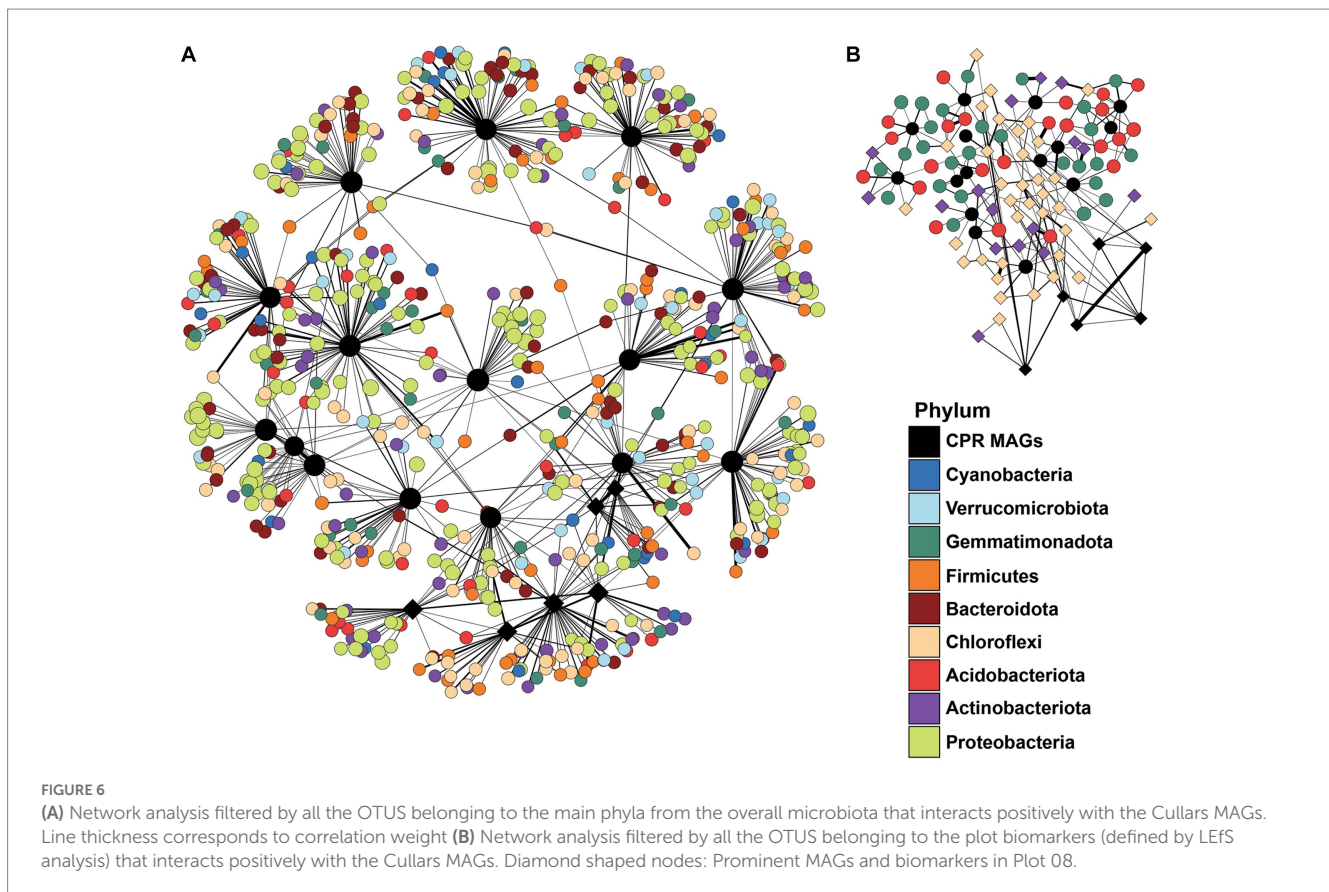 A
B
Phylum
CPR MAGs
Cyanobacteria
Verrucomicrobiota
Gemmatimonadota
Firmicutes
Bacteroidota
Chloroflexi
Acidobacteriota
Actinobacteriota
Proteobacteria
FIGURE 6
(A) Network analysis filtered by all the OTUS belonging to the main phyla from the overall microbiota that interacts positively with the Cullars MAGs.
Line thickness corresponds to correlation weight (B) Network analysis filtered by all the OTUS belonging to the plot biomarkers (defined by LEfS
analysis) that interacts positively with the Cullars MAGs. Diamond shaped nodes: Prominent MAGs and biomarkers in Plot 08.